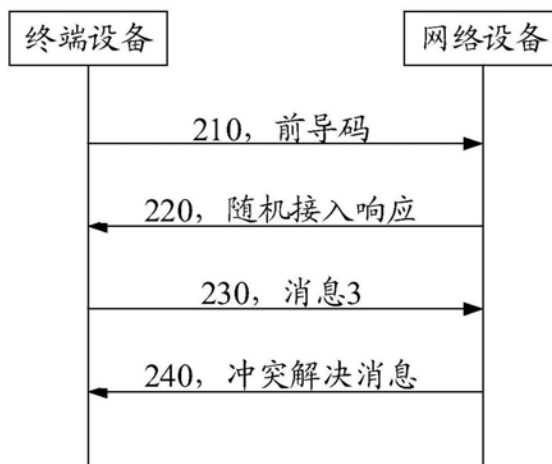 终端设备
网络设备
210，前导码
220，随机接入响应
230，消息3
240，冲突解决消息